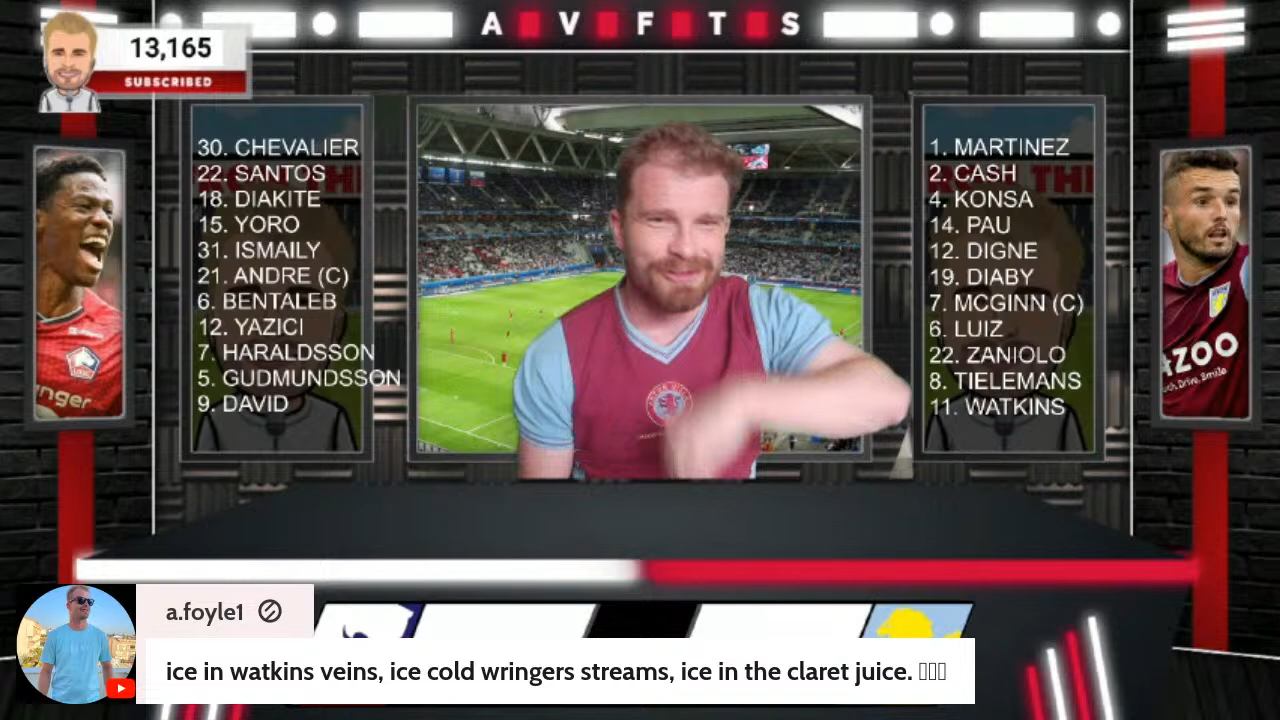 AVFTS
13,165
SUBSCRIBED
30. CHEVALIER
22. SANTOS
18. DIAKITE
15. YORO
31. ISMAILY
21. ANDRE (C)
6. BENTALEB
12. YAZICI
7. HARALDSSON
5. GUDMUNDSSON
9. DAVID
1. MARTINEZ
2. CASH
4. KONSA
14. PAU
12. DIGNE
19. DIABY
7. MCGINN (C)
6. LUIZ
22. ZANIOLO
8. TIELEMANS
11. WATKINS
AZOO
a.foyle1
ice in watkins veins, ice cold wringers streams, ice in the claret juice.